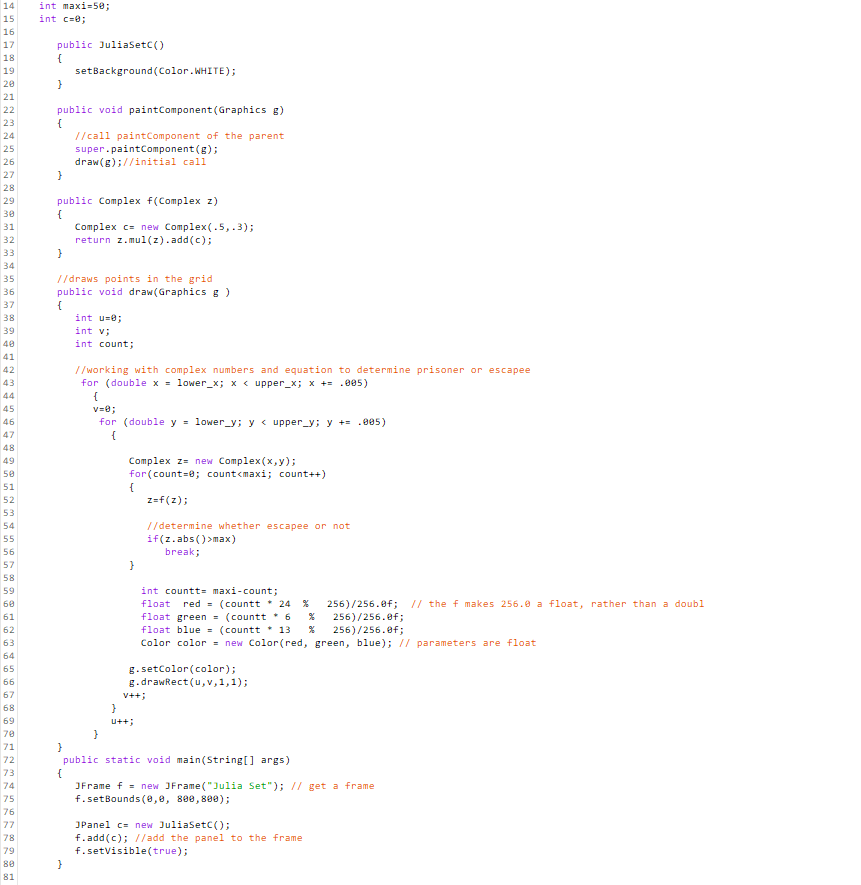 14 int maxi=50;
15 int c=0;
16
17 public JuliaSetC()
18 {
19 setBackground(Color.WHITE);
20 }
21
22 public void paintComponent(Graphics g)
23 {
24 //call paintComponent of the parent
25 super.paintComponent(g);
26 draw(g);//initial call
27 }
28
29 public Complex f(Complex z)
30 {
31 Complex c= new Complex(.5,.3);
32 return z.mul(z).add(c);
33 }
34
35 //draws points in the grid
36 public void draw(Graphics g )
37 {
38 int u=0;
39 int v;
40 int count;
41
42 //working with complex numbers and equation to determine prisoner or escapee
43 for (double x = lower_x; x < upper_x; x += .005)
44 {
45 v=0;
46 for (double y = lower_y; y < upper_y; y += .005)
47 {
48
49 Complex z= new Complex(x,y);
50 for(count=0; count<maxi; count++)
51 {
52 z=f(z);
53
54 //determine whether escapee or not
55 if(z.abs()>max)
56 break;
57 }
58
59 int countt= maxi-count;
60 float red = (countt * 24 % 256)/256.0f; // the f makes 256.0 a float, rather than a doubl
61 float green = (countt * 6 % 256)/256.0f;
62 float blue = (countt * 13 % 256)/256.0f;
63 Color color = new Color(red, green, blue); // parameters are float
64
65 g.setColor(color);
66 g.drawRect(u,v,1,1);
67 v++;
68 }
69 u++;
70 }
71 }
72 public static void main(String[] args)
73 {
74 JFrame f = new JFrame("Julia Set"); // get a frame
75 f.setBounds(0,0, 800,800);
76
77 JPanel c= new JuliaSetC();
78 f.add(c); //add the panel to the frame
79 f.setVisible(true);
80 }
81